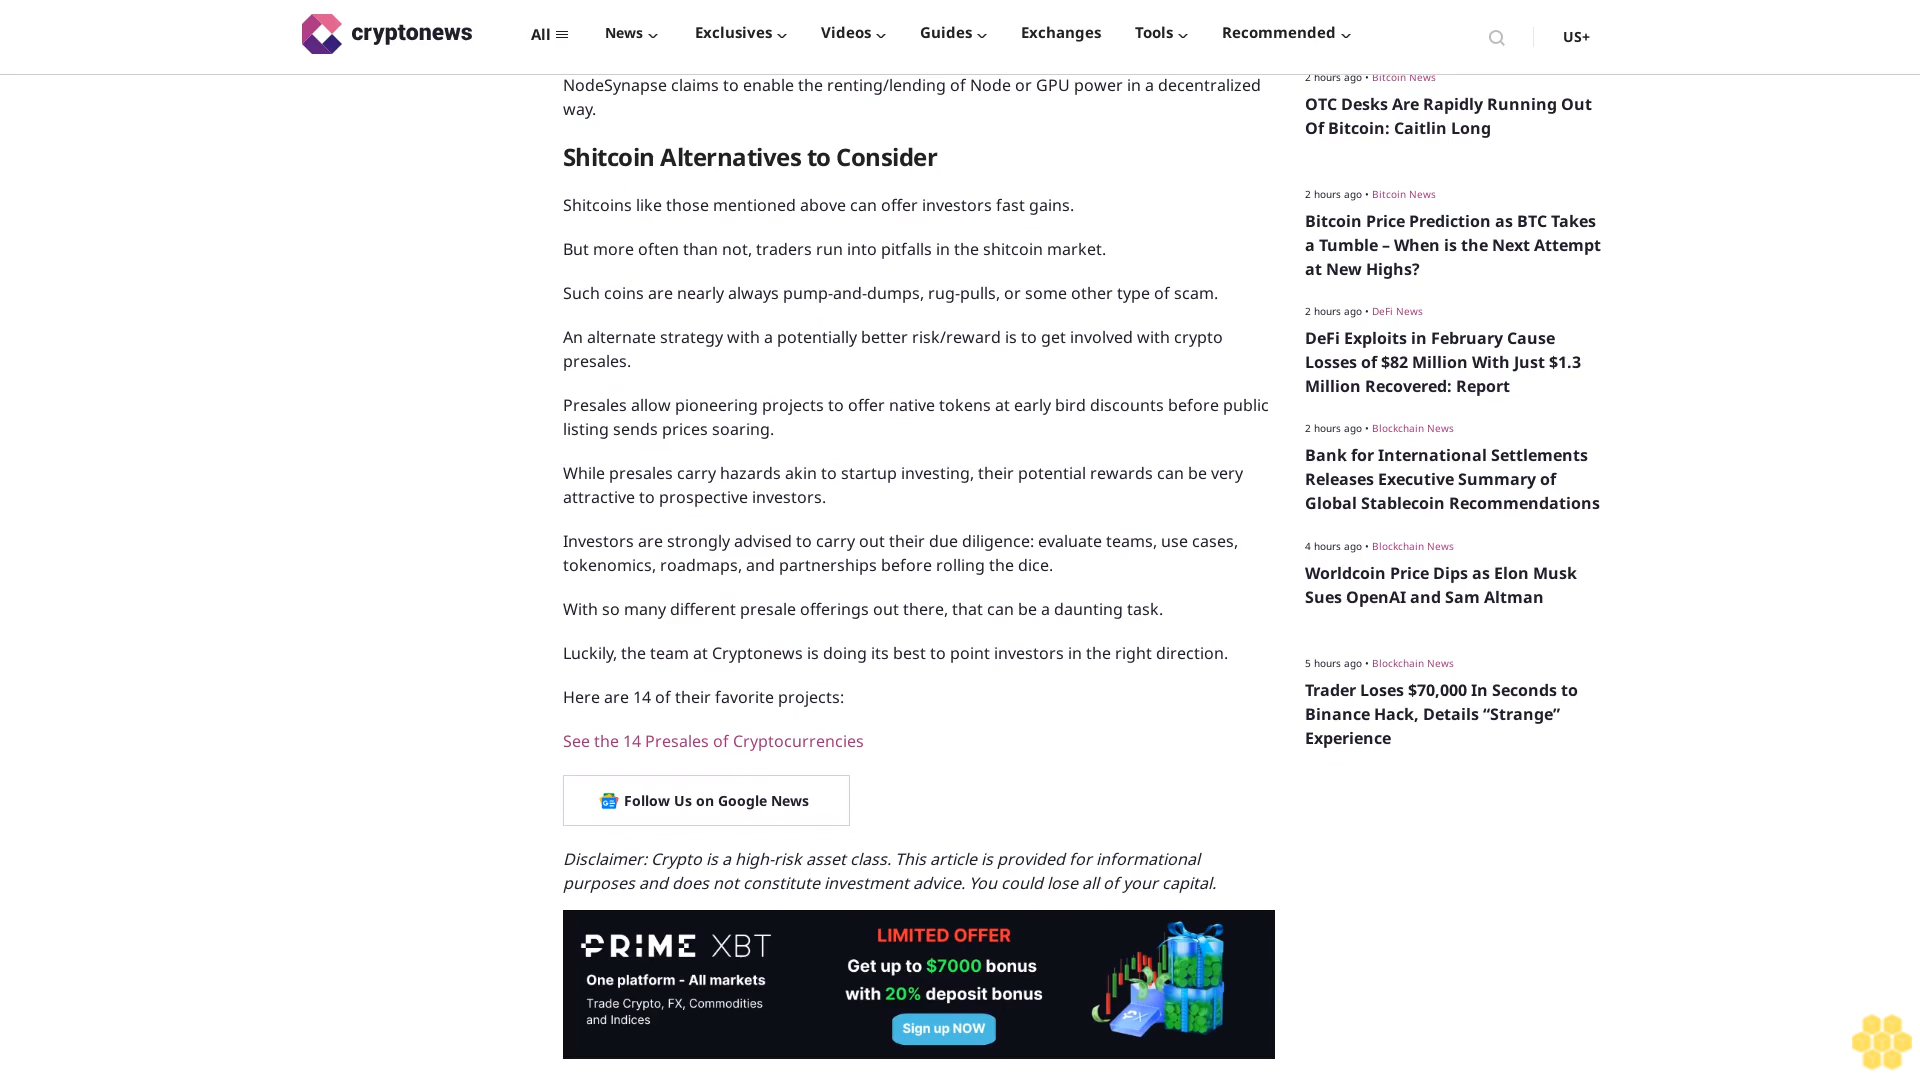 cryptonews
All
News
Exclusives
Videos
Guides
Exchanges
Tools
Recommended
US+
NodeSynapse claims to enable the renting/lending of Node or GPU power in a decentralized
way.
Shitcoin Alternatives to Consider
Shitcoins like those mentioned above can offer investors fast gains.
But more often than not, traders run into pitfalls in the shitcoin market.
Such coins are nearly always pump-and-dumps, rug-pulls, or some other type of scam.
An alternate strategy with a potentially better risk/reward is to get involved with crypto
presales.
Presales allow pioneering projects to offer native tokens at early bird discounts before public
listing sends prices soaring.
While presales carry hazards akin to startup investing, their potential rewards can be very
attractive to prospective investors.
Investors are strongly advised to carry out their due diligence: evaluate teams, use cases,
tokenomics, roadmaps, and partnerships before rolling the dice.
With so many different presale offerings out there, that can be a daunting task.
Luckily, the team at Cryptonews is doing its best to point investors in the right direction.
Here are 14 of their favorite projects:
See the 14 Presales of Cryptocurrencies
Follow Us on Google News
Disclaimer: Crypto is a high-risk asset class. This article is provided for informational
purposes and does not constitute investment advice. You could lose all of your capital.
PRIME XBT
One platform - All markets
Trade Crypto, FX, Commodities
and Indices
LIMITED OFFER
Get up to $7000 bonus
with 20% deposit bonus
Sign up NOW
2 hours ago • Bitcoin News
OTC Desks Are Rapidly Running Out
Of Bitcoin: Caitlin Long
2 hours ago • Bitcoin News
Bitcoin Price Prediction as BTC Takes
a Tumble – When is the Next Attempt
at New Highs?
2 hours ago • DeFi News
DeFi Exploits in February Cause
Losses of $82 Million With Just $1.3
Million Recovered: Report
2 hours ago • Blockchain News
Bank for International Settlements
Releases Executive Summary of
Global Stablecoin Recommendations
4 hours ago • Blockchain News
Worldcoin Price Dips as Elon Musk
Sues OpenAI and Sam Altman
5 hours ago • Blockchain News
Trader Loses $70,000 In Seconds to
Binance Hack, Details “Strange”
Experience